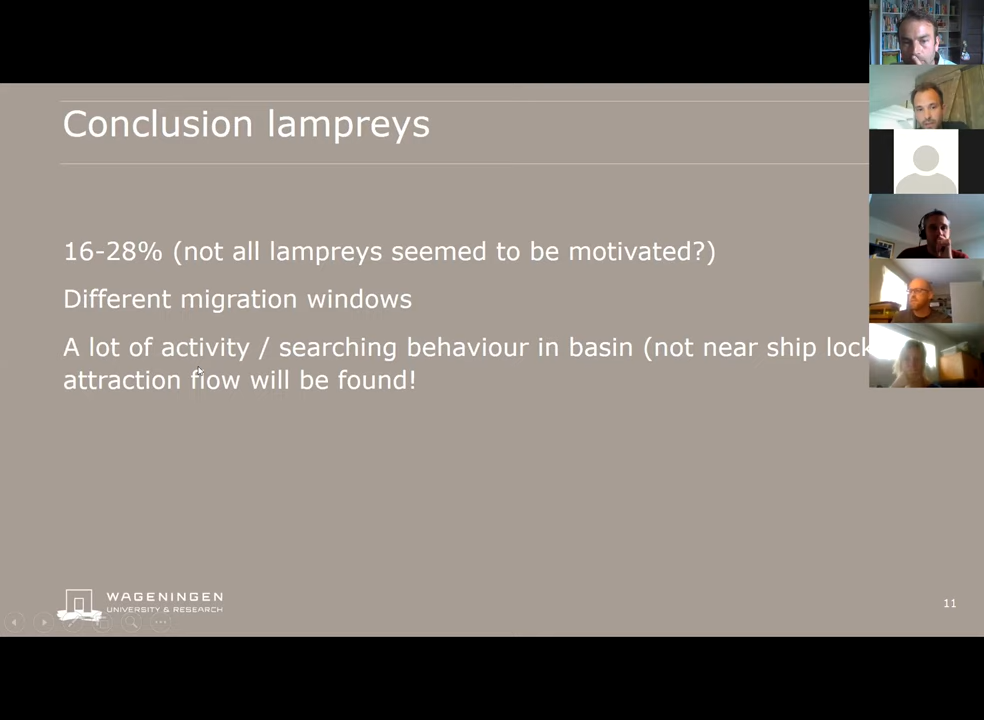 Conclusion lampreys
16-28% (not all lampreys seemed to be motivated?)
Different migration windows
A lot of activity / searching behaviour in basin (not near ship lock
attraction flow will be found!
WAGENINGEN
UNIVERSITY & RESEARCH
11